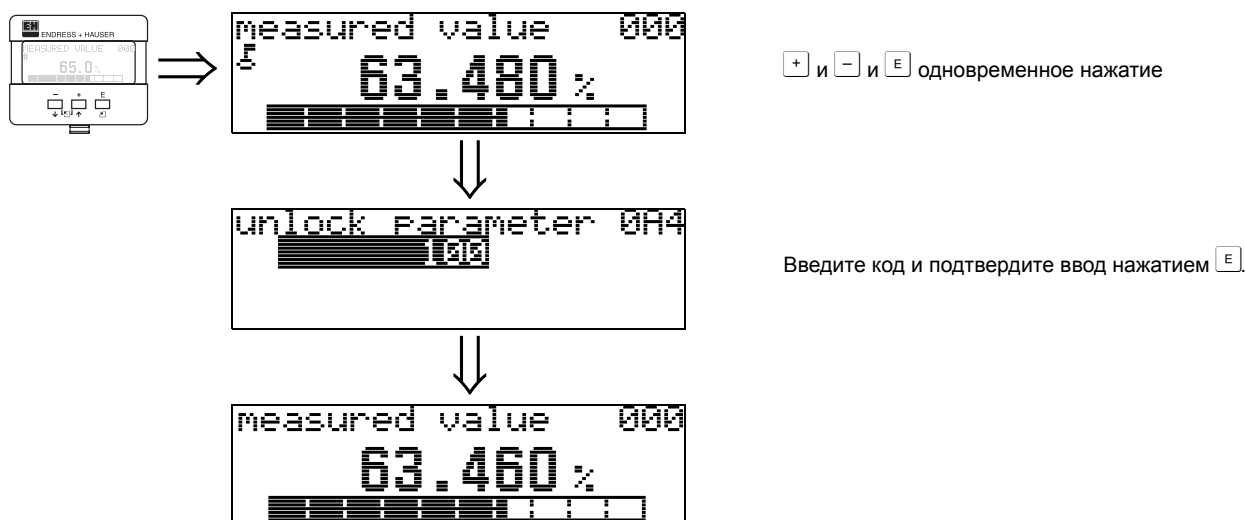 EH ENDRESS + HAUSER
MEASURED VALUE 000
#
65.0 %
- + E
measured value 000
63.480 %
+ и - и E одновременное нажатие
unlock parameter 0A4
100
Введите код и подтвердите ввод нажатием E.
measured value 000
63.460 %